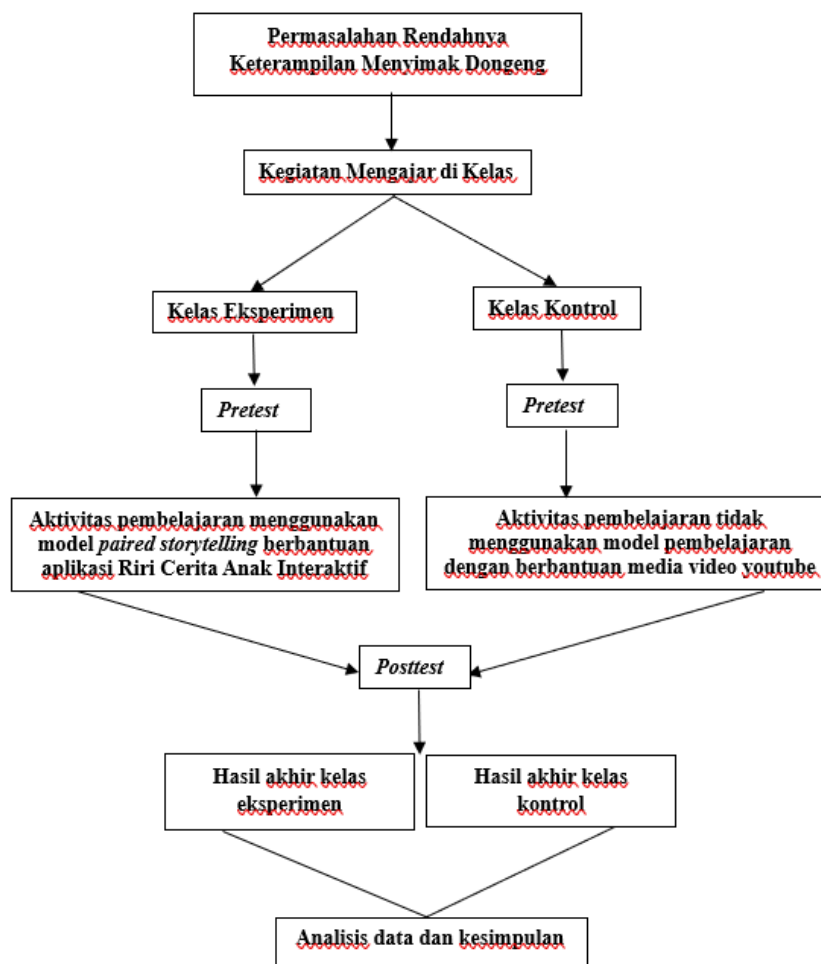 Permasalahan Rendahnya
Keterampilan Menyimak Dongeng
Kegiatan Mengajar di Kelas
Kelas Eksperimen
Kelas Kontrol
Pretest
Pretest
Aktivitas pembelajaran menggunakan
model paired storytelling berbantuan
aplikasi Riri Cerita Anak Interaktif
Aktivitas pembelajaran tidak
menggunakan model pembelajaran
dengan berbantuan media video youtube
Posttest
Hasil akhir kelas
eksperimen
Hasil akhir kelas
kontrol
Analisis data dan kesimpulan